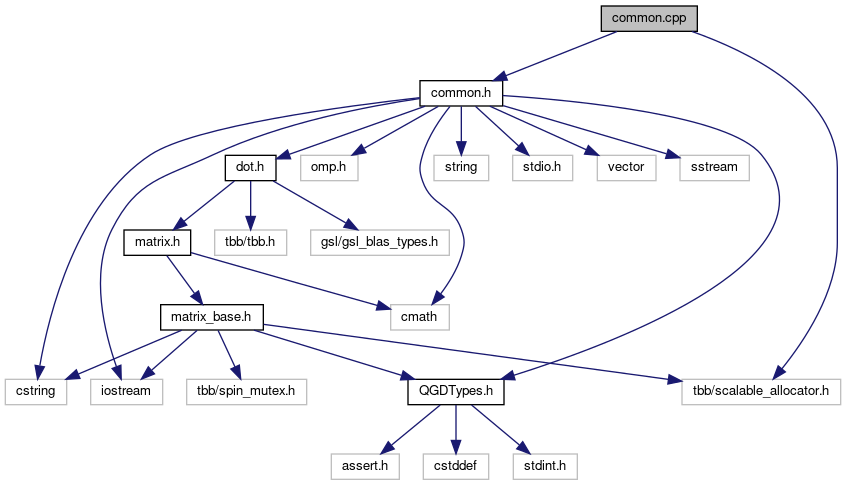 common.cpp
common.h
dot.h
omp.h
string
stdio.h
vector
sstream
matrix.h
tbb/tbb.h
gsl/gsl_blas_types.h
matrix_base.h
cmath
cstring
iostream
tbb/spin_mutex.h
QGDTypes.h
tbb/scalable_allocator.h
assert.h
cstddef
stdint.h